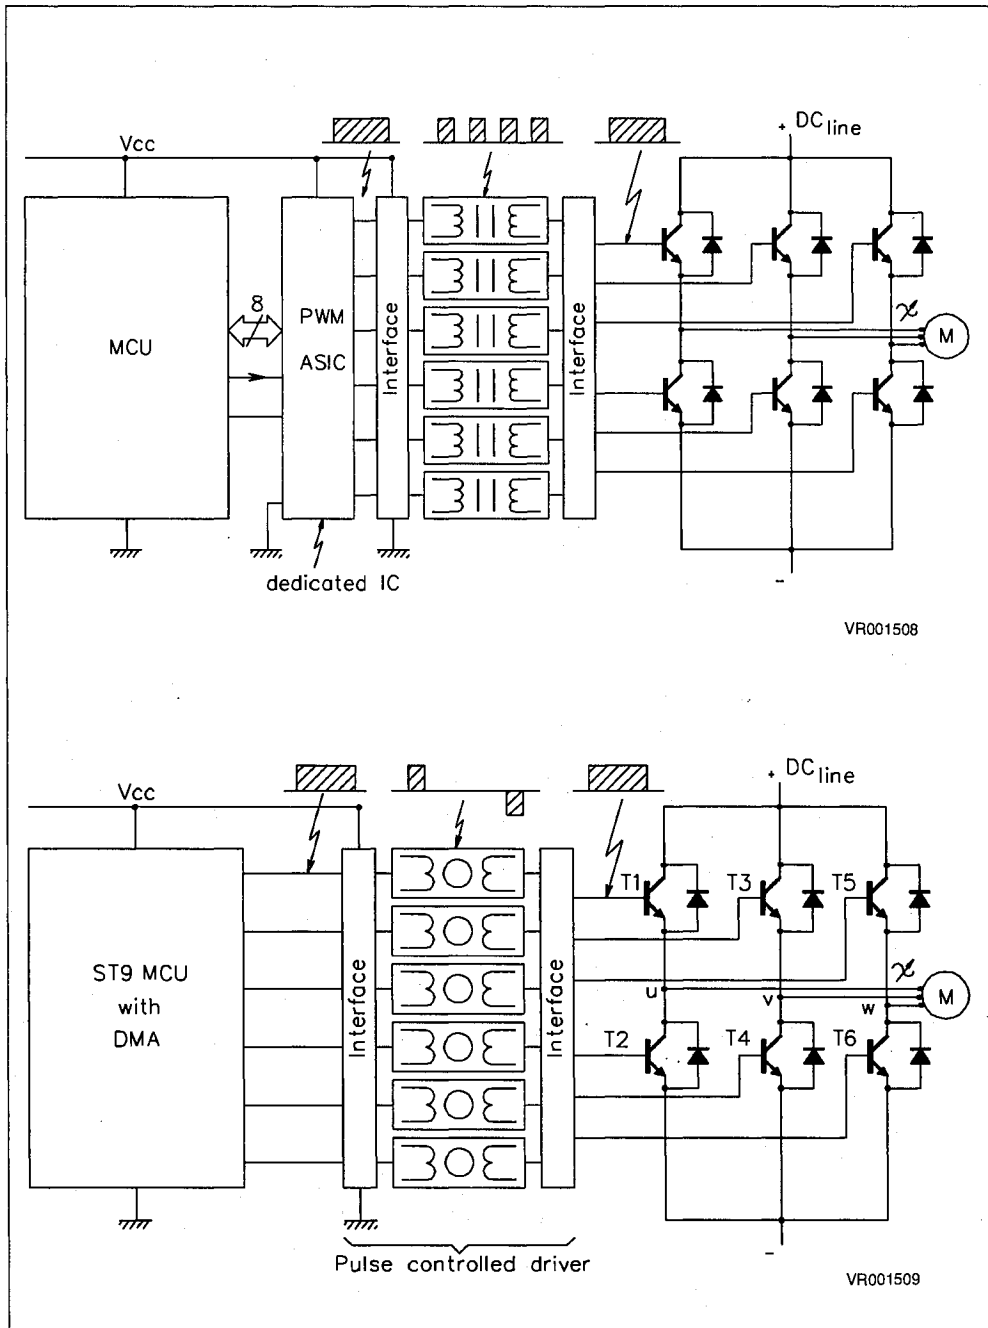 + DC line
Vcc
8
MCU
PWM
ASIC
Interface
Interface
M
dedicated IC
-
VR001508
+ DC line
Vcc
T1
T3
T5
ST9 MCU
with
DMA
Interface
Interface
u
v
w
M
T2
T4
T6
-
Pulse controlled driver
VR001509